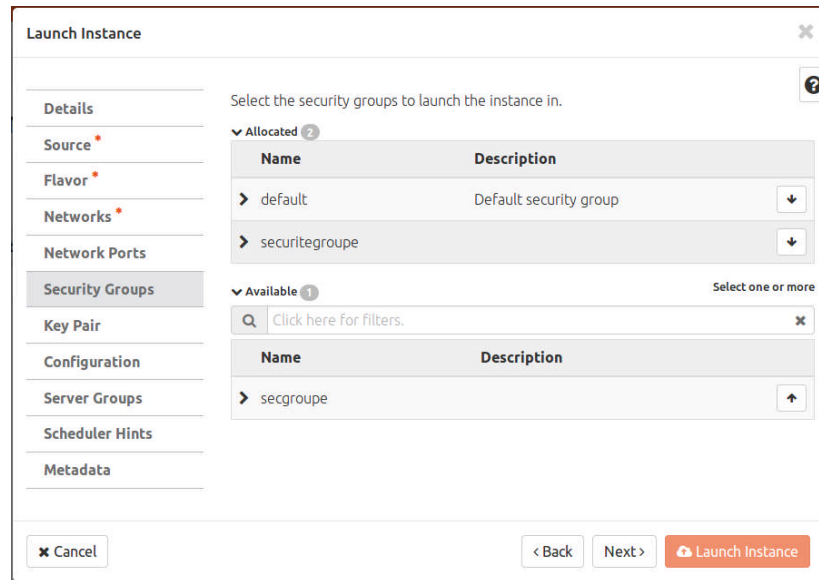 Launch Instance
Details
Source *
Flavor *
Networks *
Network Ports
Security Groups
Key Pair
Configuration
Server Groups
Scheduler Hints
Metadata
Select the security groups to launch the instance in.
Allocated 2
Name Description
default Default security group
securitegroupe
Available 1 Select one or more
Click here for filters.
Name Description
secgroupe
Cancel < Back Next > Launch Instance